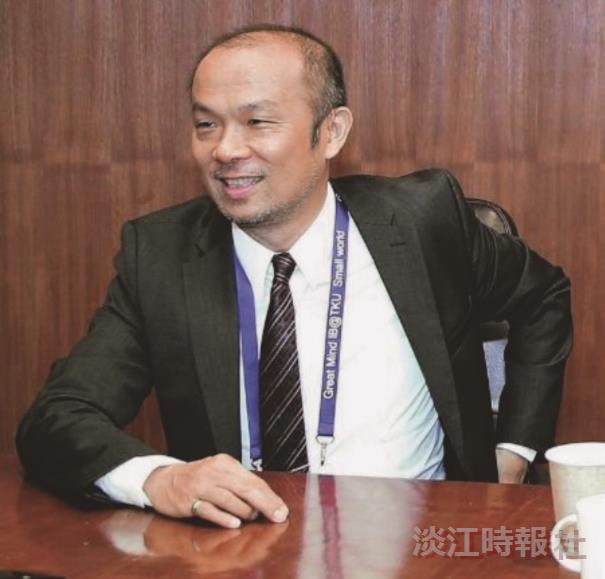 Great Mind IB@TKU Small world
淡江時報社